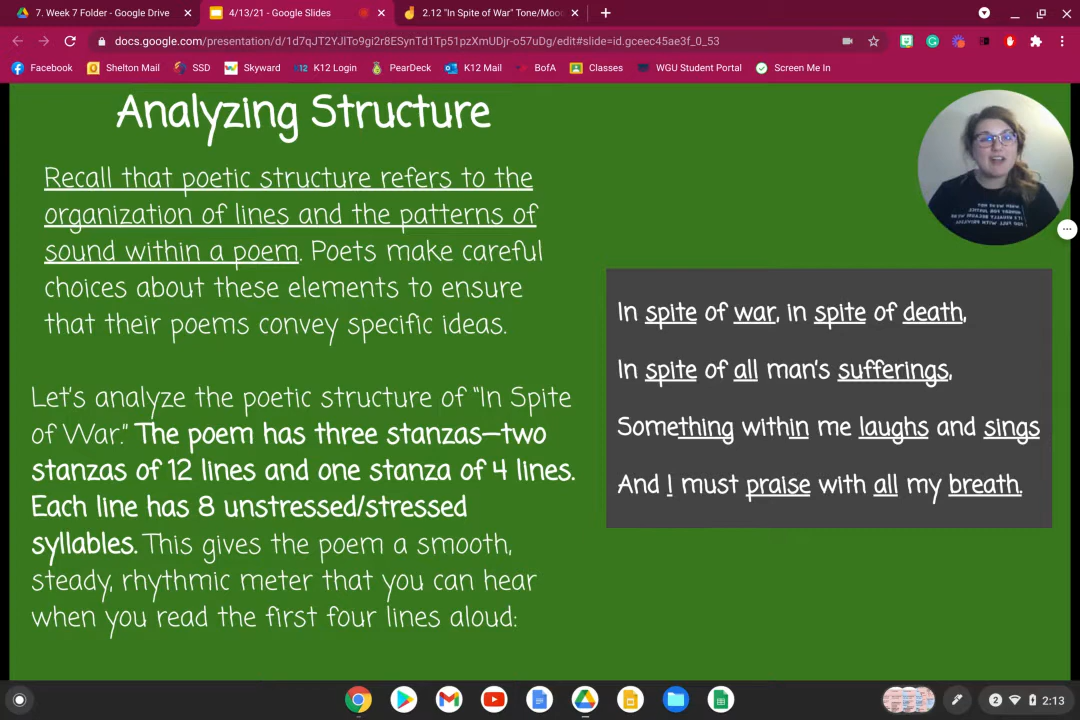 7. Week 7 Folder - Google Drive
4/13/21 - Google Slides
2.12 "In Spite of War" Tone/Moo
docs.google.com/presentation/d/1d7qJT2YJlTo9gi2r8ESynTd1Tp51pzXmUDjr-o57uDg/edit#slide=id.gceec45ae3f_0_53
Facebook
Shelton Mail
SSD
Skyward
K12 Login
PearDeck
K12 Mail
BofA
Classes
WGU Student Portal
Screen Me In
Analyzing Structure
Recall that poetic structure refers to the
organization of lines and the patterns of
sound within a poem. Poets make careful
choices about these elements to ensure
that their poems convey specific ideas.
Let's analyze the poetic structure of "In Spite
of War." The poem has three stanzas—two
stanzas of 12 lines and one stanza of 4 lines.
Each line has 8 unstressed/stressed
syllables. This gives the poem a smooth,
steady, rhythmic meter that you can hear
when you read the first four lines aloud:
In spite of war, in spite of death,
In spite of all man's sufferings,
Something within me laughs and sings
And I must praise with all my breath.
2
2:13